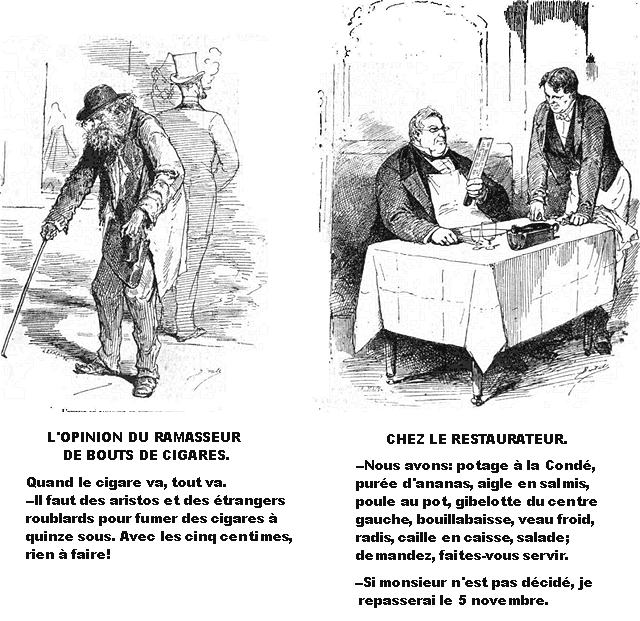 L'OPINION DU RAMASSEUR
DE BOUTS DE CIGARES.
Quand le cigare va, tout va.
–Il faut des aristos et des étrangers
roublards pour fumer des cigares à
quinze sous. Avec les cinq centimes,
rien à faire!
CHEZ LE RESTAURATEUR.
–Nous avons: potage à la Condé,
purée d'ananas, aigle en salmis,
poule au pot, gibelotte du centre
gauche, bouillabaisse, veau froid,
radis, caille en caisse, salade;
demandez, faites-vous servir.
–Si monsieur n'est pas décidé, je
repasserai le 5 novembre.